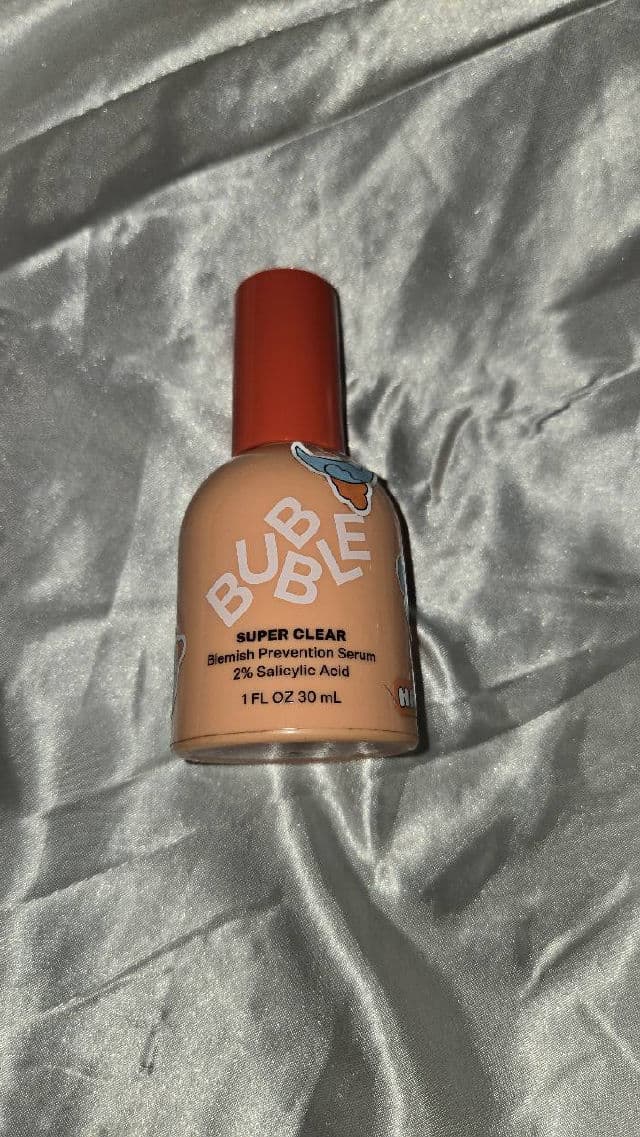 BUBBLE
SUPER CLEAR
Blemish Prevention Serum
2% Salicylic Acid
1 FL OZ 30 mL